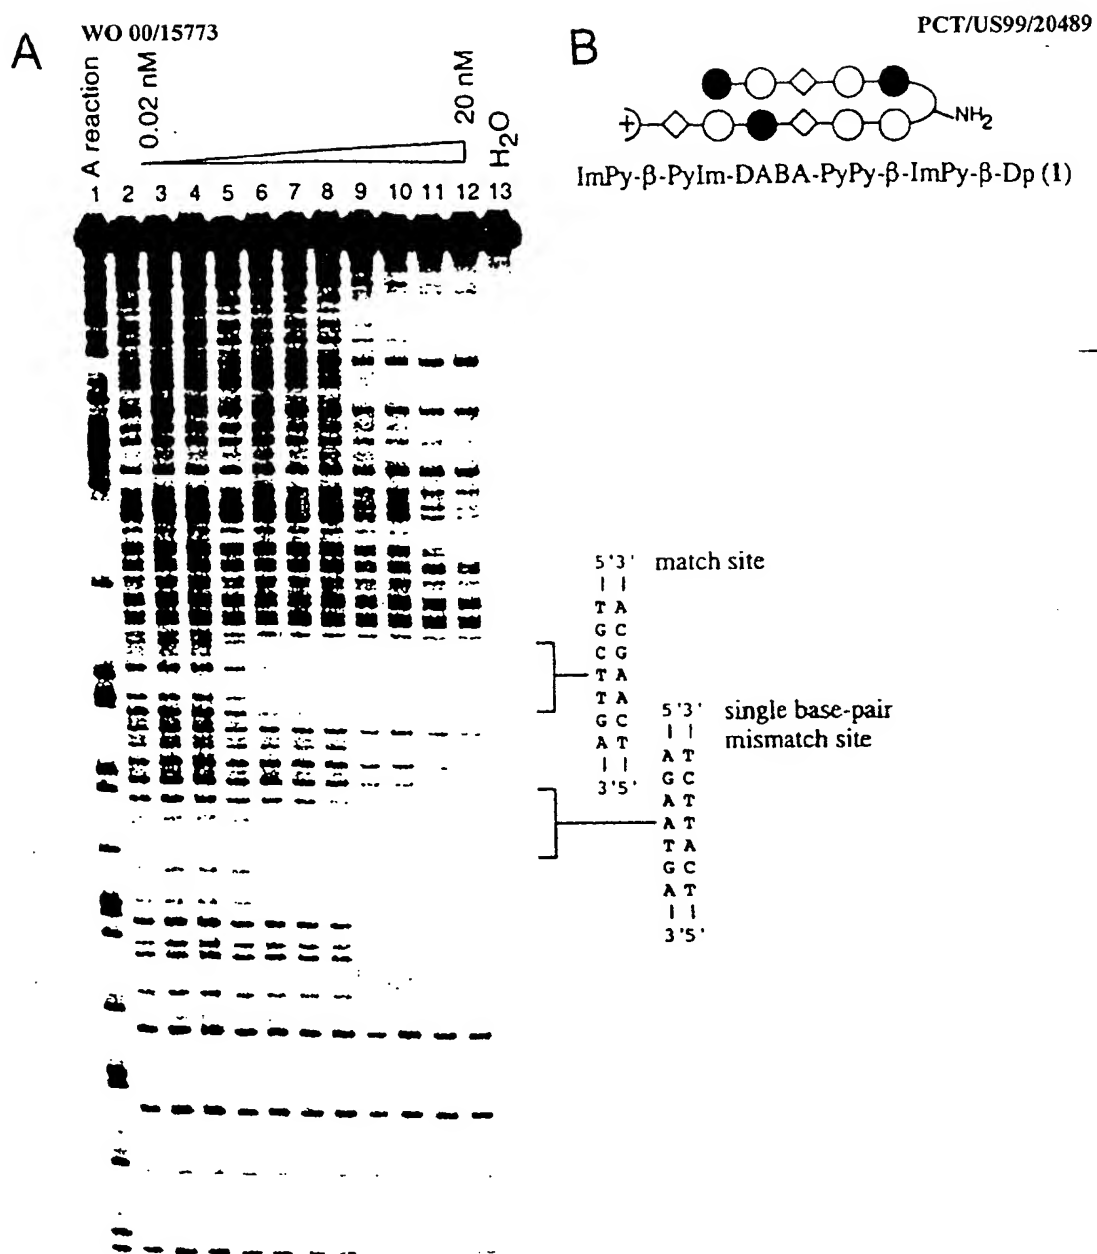 WO 00/15773
PCT/US99/20489
A
A reaction
0.02 nM
20 nM
H2O
1 2 3 4 5 6 7 8 9 10 11 12 13
B
+
NH2
ImPy-β-PyIm-DABA-PyPy-β-ImPy-β-Dp (1)
5'3' match site
T A
G C
C G
T A
T A
G C
A T
3'5'
5'3' single base-pair
mismatch site
A T
G C
A T
A T
T A
G C
A T
3'5'